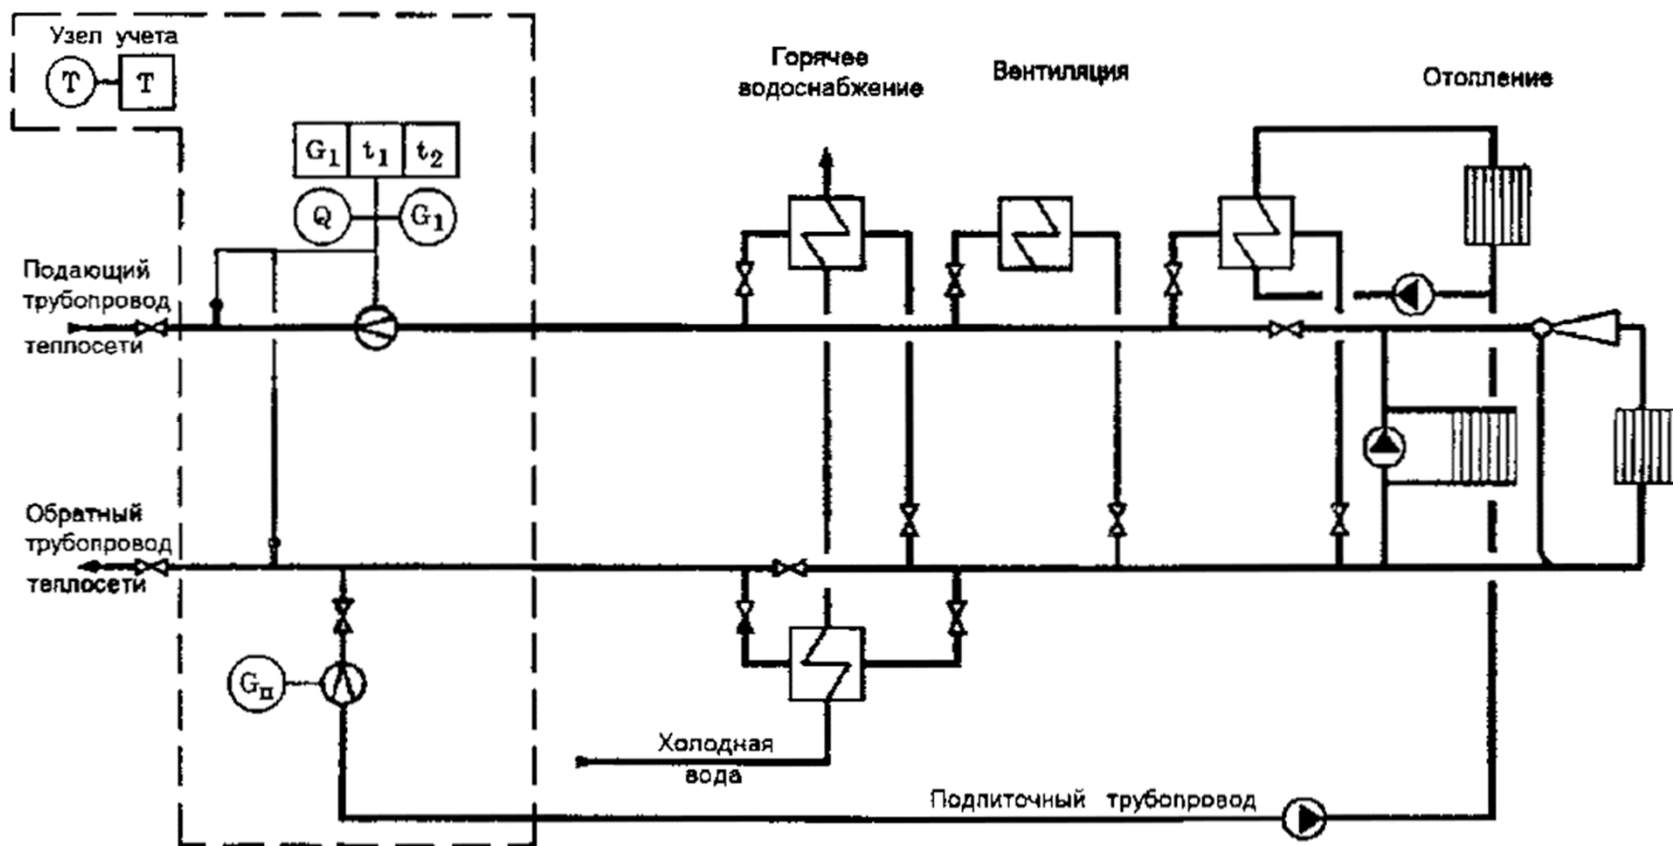 Узел учета
T T
G₁ t₁ t₂
Q G₁
Подающий
трубопровод
теплосети
Обратный
трубопровод
теплосети
Gп
Горячее
водоснабжение
Вентиляция
Отопление
Холодная
вода
Подпиточный трубопровод